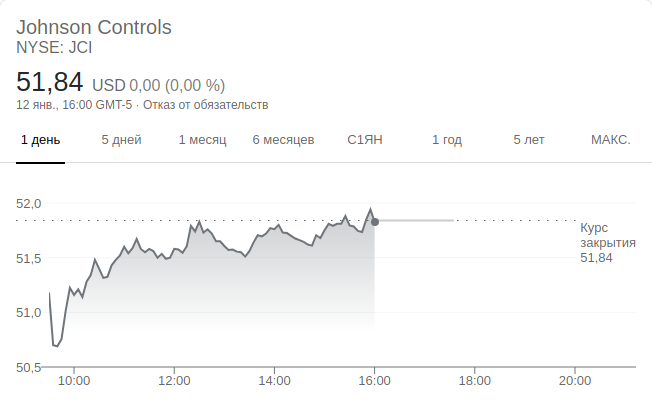 Johnson Controls
NYSE: JCI
51,84 USD 0,00 (0,00 %)
12 янв., 16:00 GMT-5 · Отказ от обязательств
1 день 5 дней 1 месяц 6 месяцев С1ЯН 1 год 5 лет МАКС.
52,0
Курс
закрытия
51,84
51,5
51,0
50,5
10:00 12:00 14:00 16:00 18:00 20:00